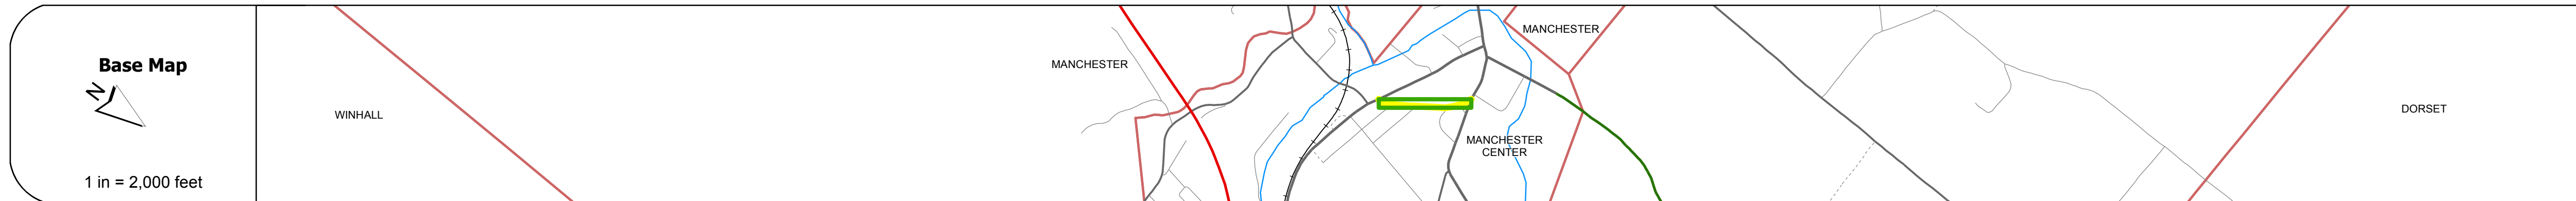 Base Map
N
1 in = 2,000 feet
WINHALL
MANCHESTER
MANCHESTER
MANCHESTER
CENTER
DORSET